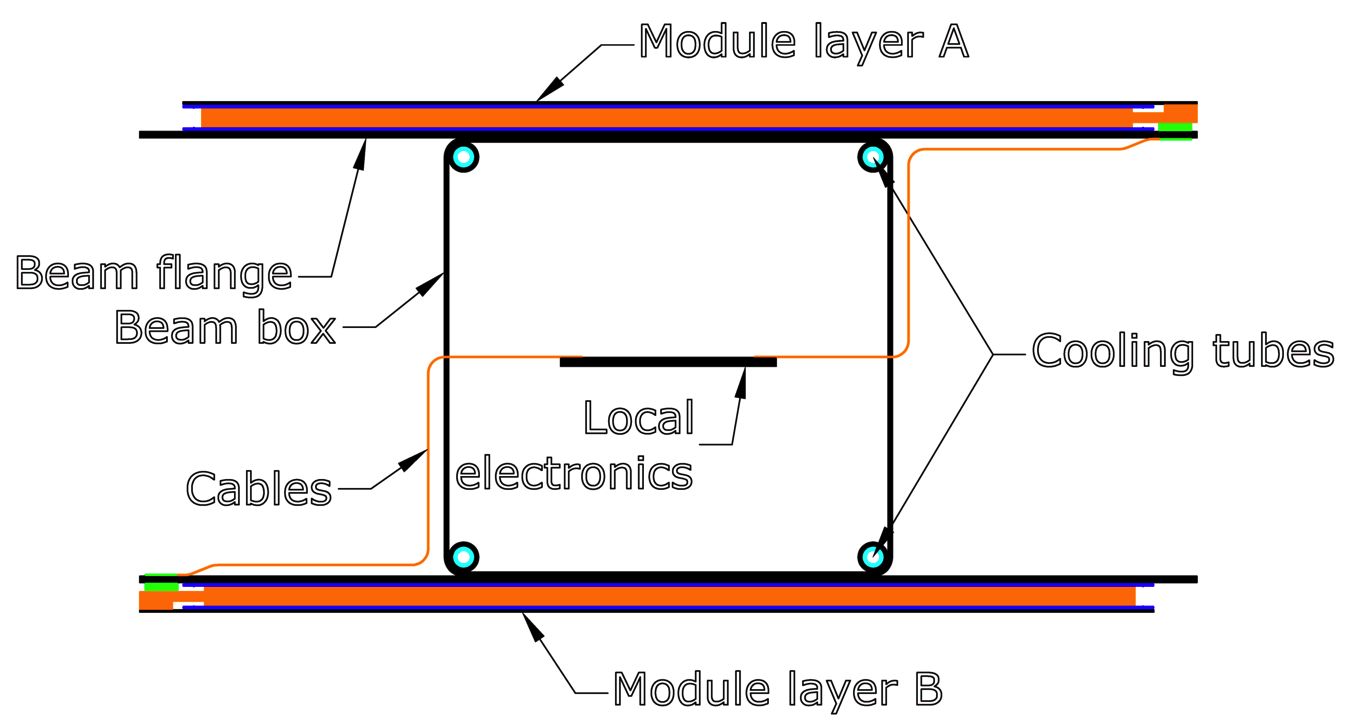 Module layer A
Beam flange
Beam box
Cooling tubes
Local
electronics
Cables
Module layer B